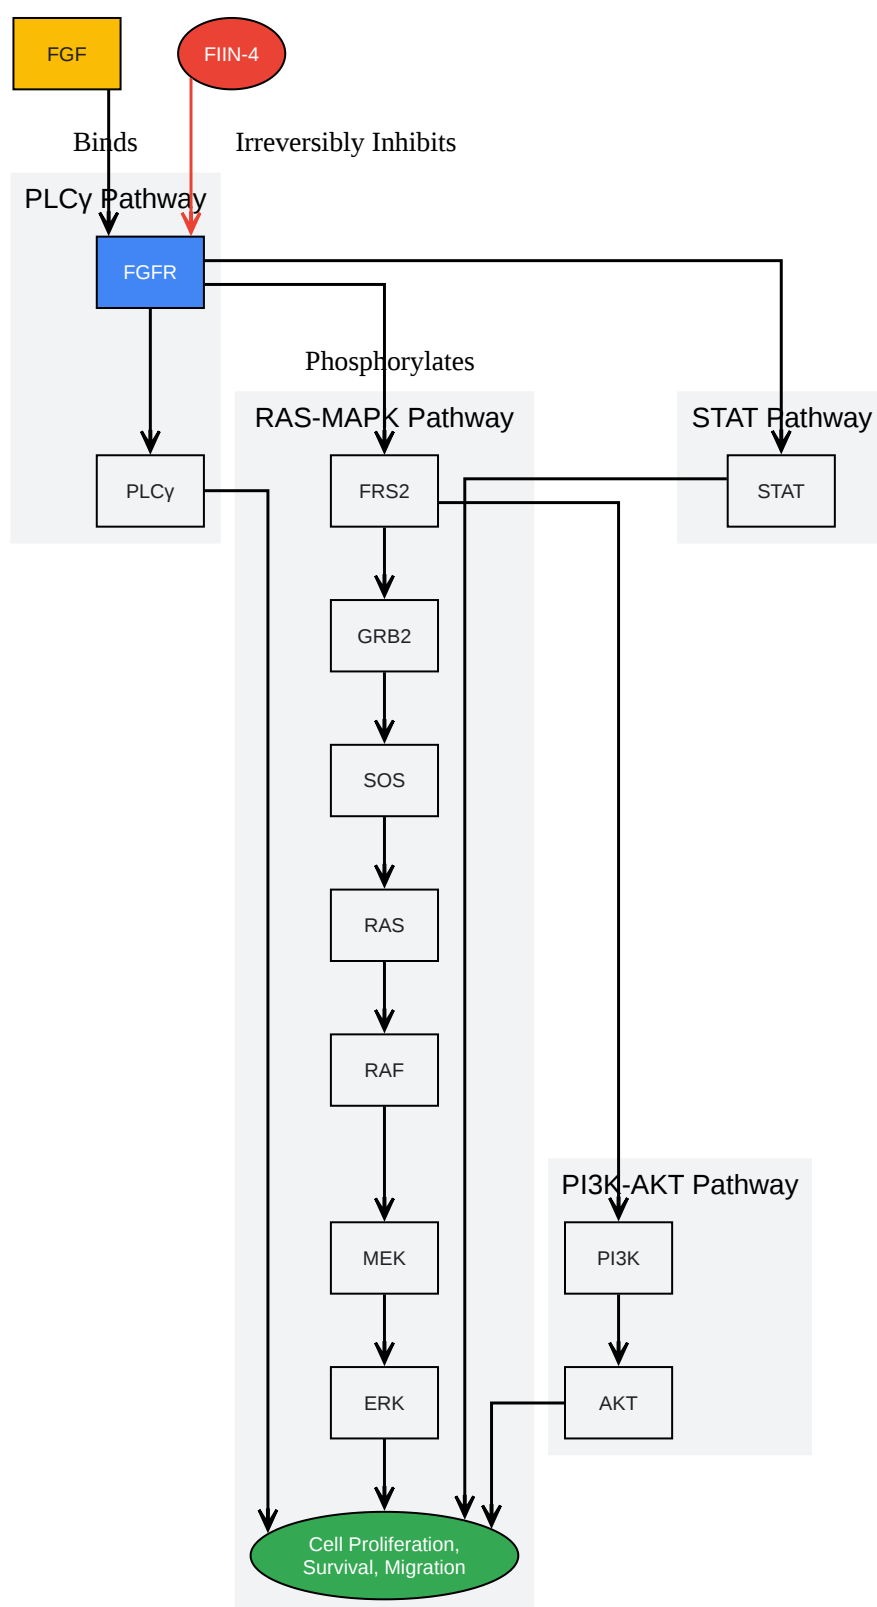 FGF
FIIN-4
Binds
Irreversibly Inhibits
PLCγ Pathway
FGFR
Phosphorylates
RAS-MAPK Pathway
STAT Pathway
PLCγ
FRS2
STAT
GRB2
SOS
RAS
RAF
PI3K-AKT Pathway
MEK
PI3K
ERK
AKT
Cell Proliferation,
Survival, Migration